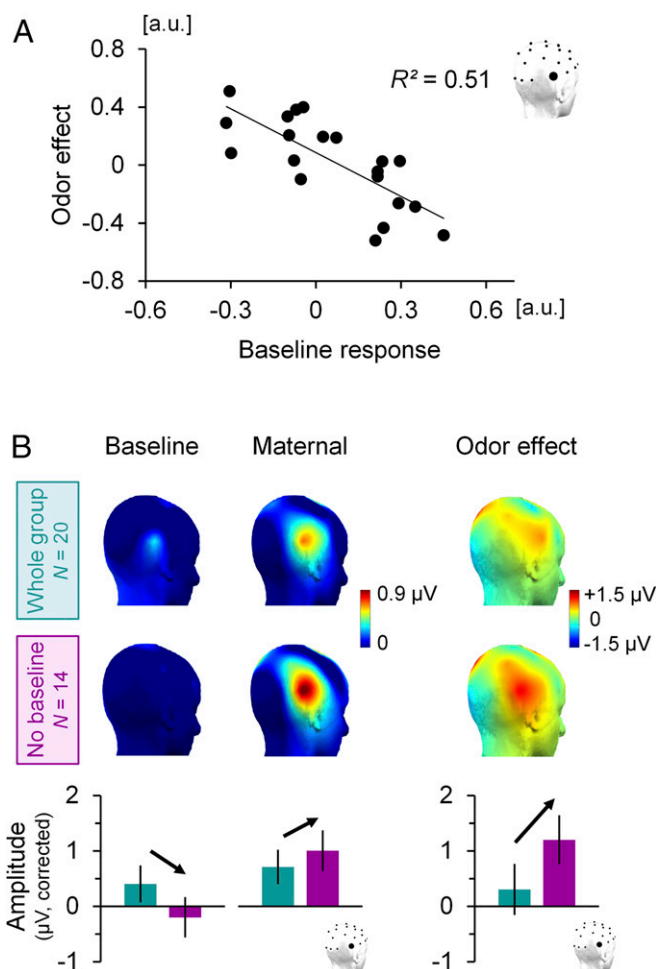 A
[a.u.]
0.8
0.4
0
-0.4
-0.8
Odor effect
R² = 0.51
-0.6
-0.3
0
0.3
0.6
[a.u.]
Baseline response
B
Baseline
Maternal
Odor effect
Whole group
N = 20
0.9 µV
0
+1.5 µV
0
-1.5 µV
No baseline
N = 14
Amplitude
(µV, corrected)
2
1
0
-1
2
1
0
-1